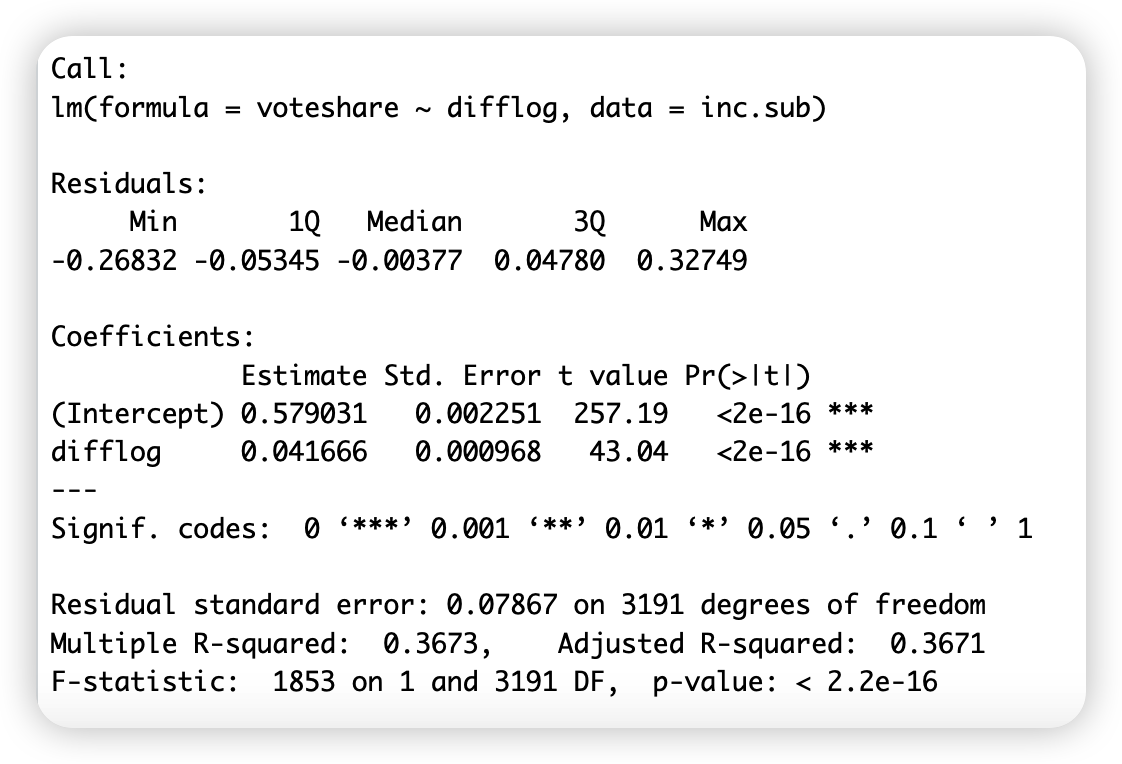 Call:
lm(formula = voteshare ~ difflog, data = inc.sub)
Residuals:
Min 1Q Median 3Q Max
-0.26832 -0.05345 -0.00377 0.04780 0.32749
Coefficients:
Estimate Std. Error t value Pr(>|t|)
(Intercept) 0.579031 0.002251 257.19 <2e-16 ***
difflog 0.041666 0.000968 43.04 <2e-16 ***
---
Signif. codes: 0 ‘***’ 0.001 ‘**’ 0.01 ‘*’ 0.05 ‘.’ 0.1 ‘ ’ 1
Residual standard error: 0.07867 on 3191 degrees of freedom
Multiple R-squared: 0.3673, Adjusted R-squared: 0.3671
F-statistic: 1853 on 1 and 3191 DF, p-value: < 2.2e-16